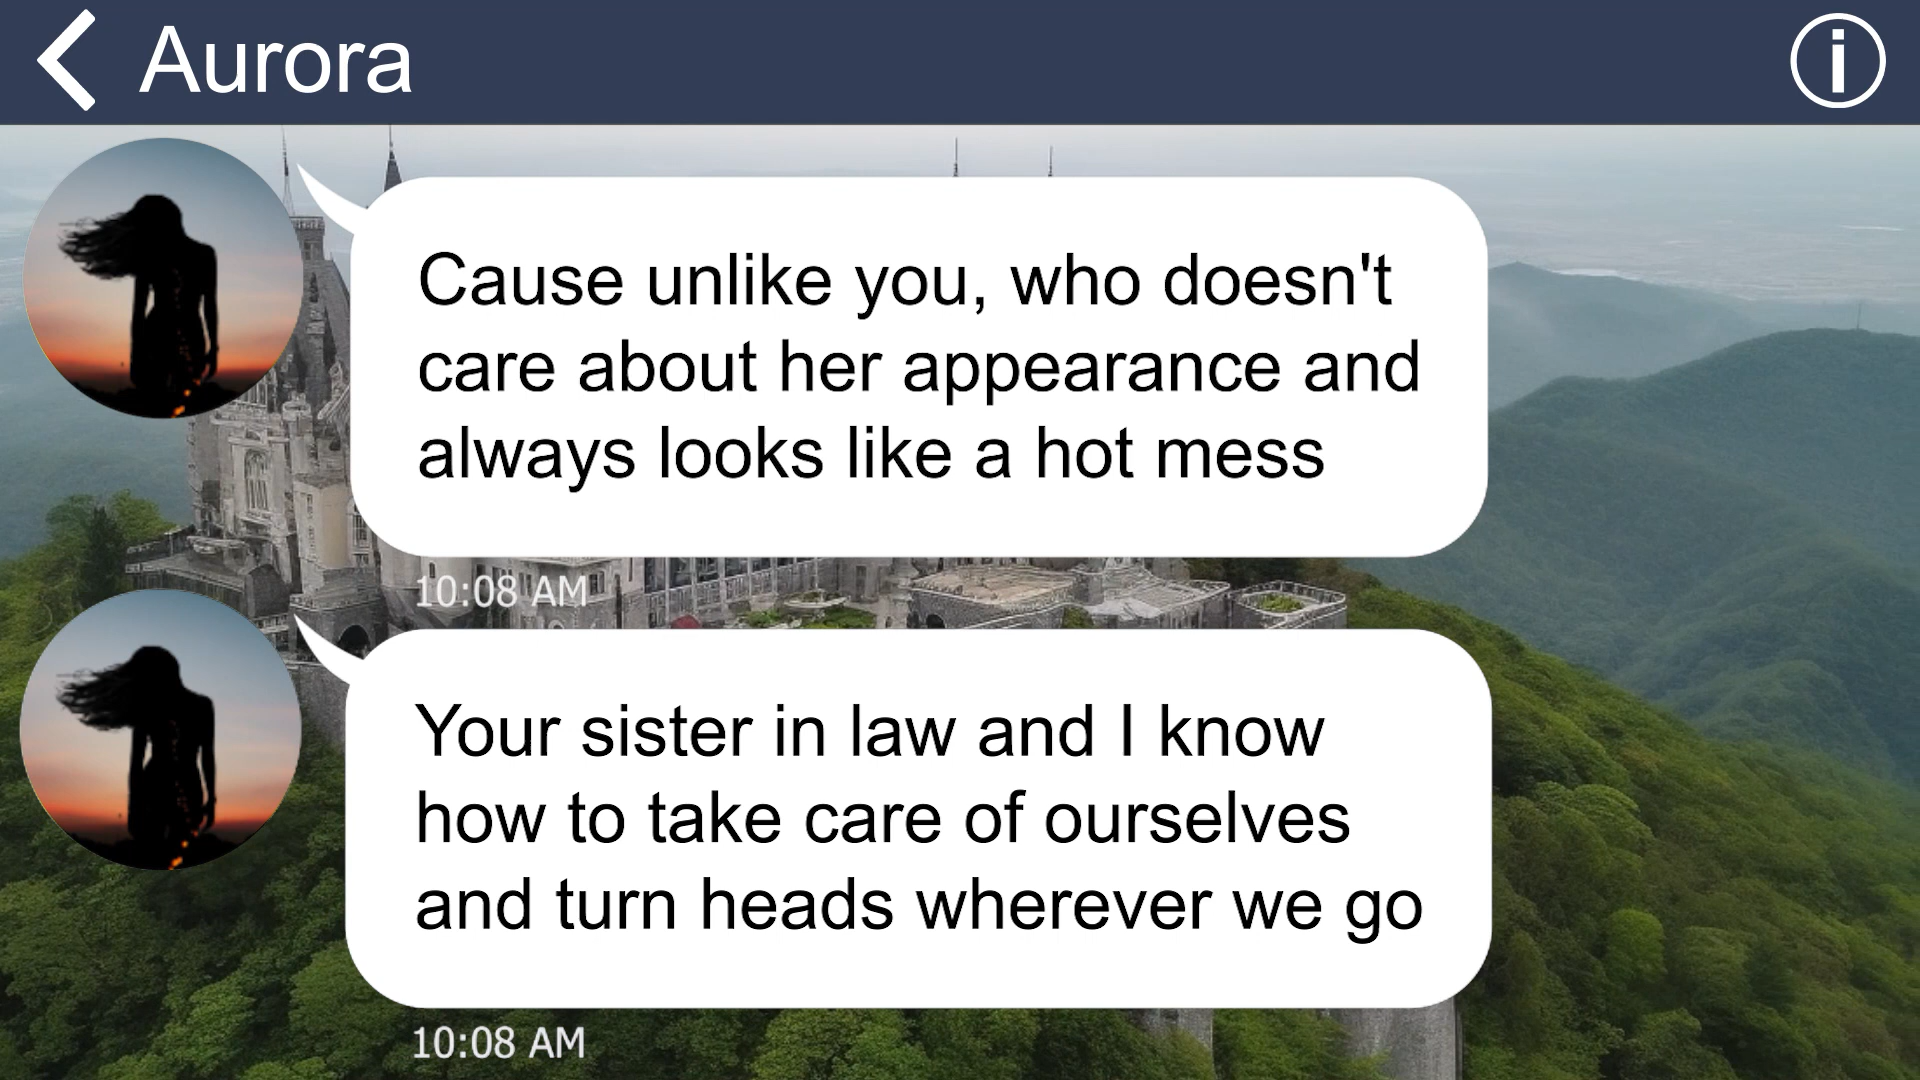 Aurora
Cause unlike you, who doesn't
care about her appearance and
always looks like a hot mess
10:08 AM
Your sister in law and I know
how to take care of ourselves
and turn heads wherever we go
10:08 AM